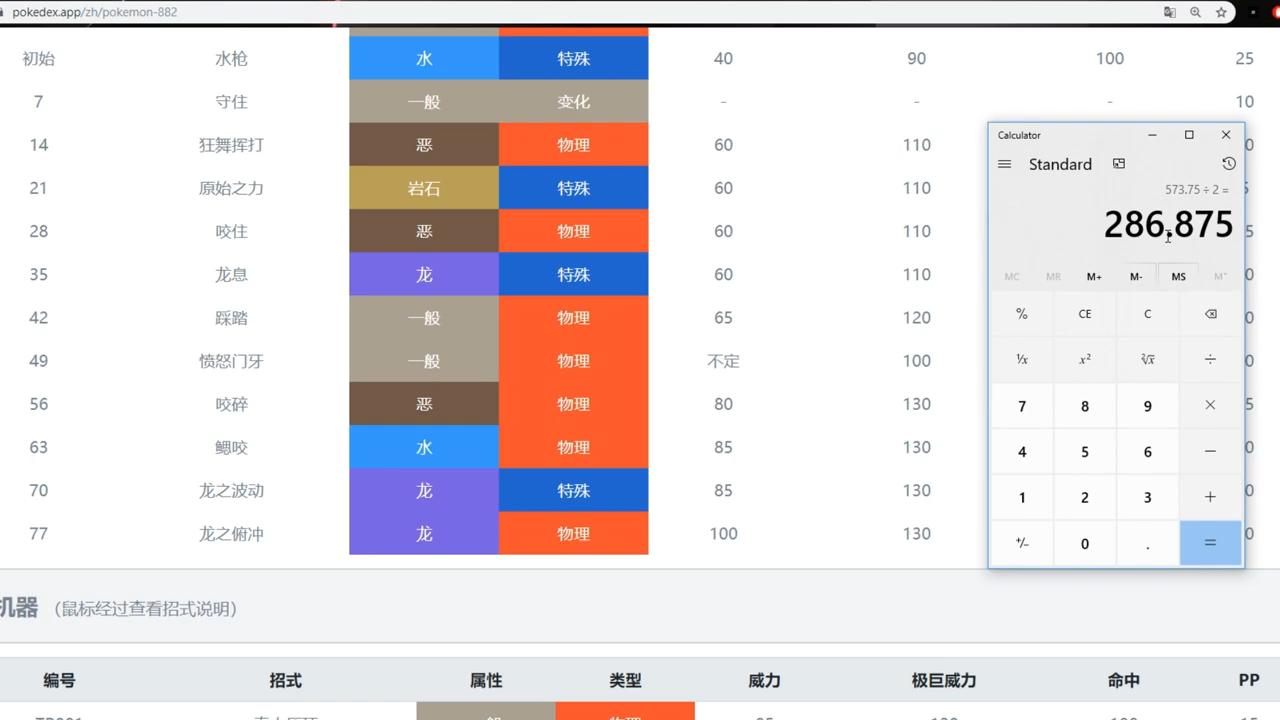 pokedex.app/zh/pokemon-882
初始 水枪 水 特殊 40 90 100 25
7 守住 一般 变化 - - - 10
14 狂舞挥打 恶 物理 60 110
21 原始之力 岩石 特殊 60 110
28 咬住 恶 物理 60 110
35 龙息 龙 特殊 60 110
42 踩踏 一般 物理 65 120
49 愤怒门牙 一般 物理 不定 100
56 咬碎 恶 物理 80 130
63 鳃咬 水 物理 85 130
70 龙之波动 龙 特殊 85 130
77 龙之俯冲 龙 物理 100 130
机器 （鼠标经过查看招式说明）
编号 招式 属性 类型 威力 极巨威力 命中 PP
Calculator
Standard
573.75 ÷ 2 =
286.875
MC MR M+ M- MS
% CE C
¹/x x² ²√x ÷
7 8 9 ×
4 5 6 −
1 2 3 +
+/- 0 . =